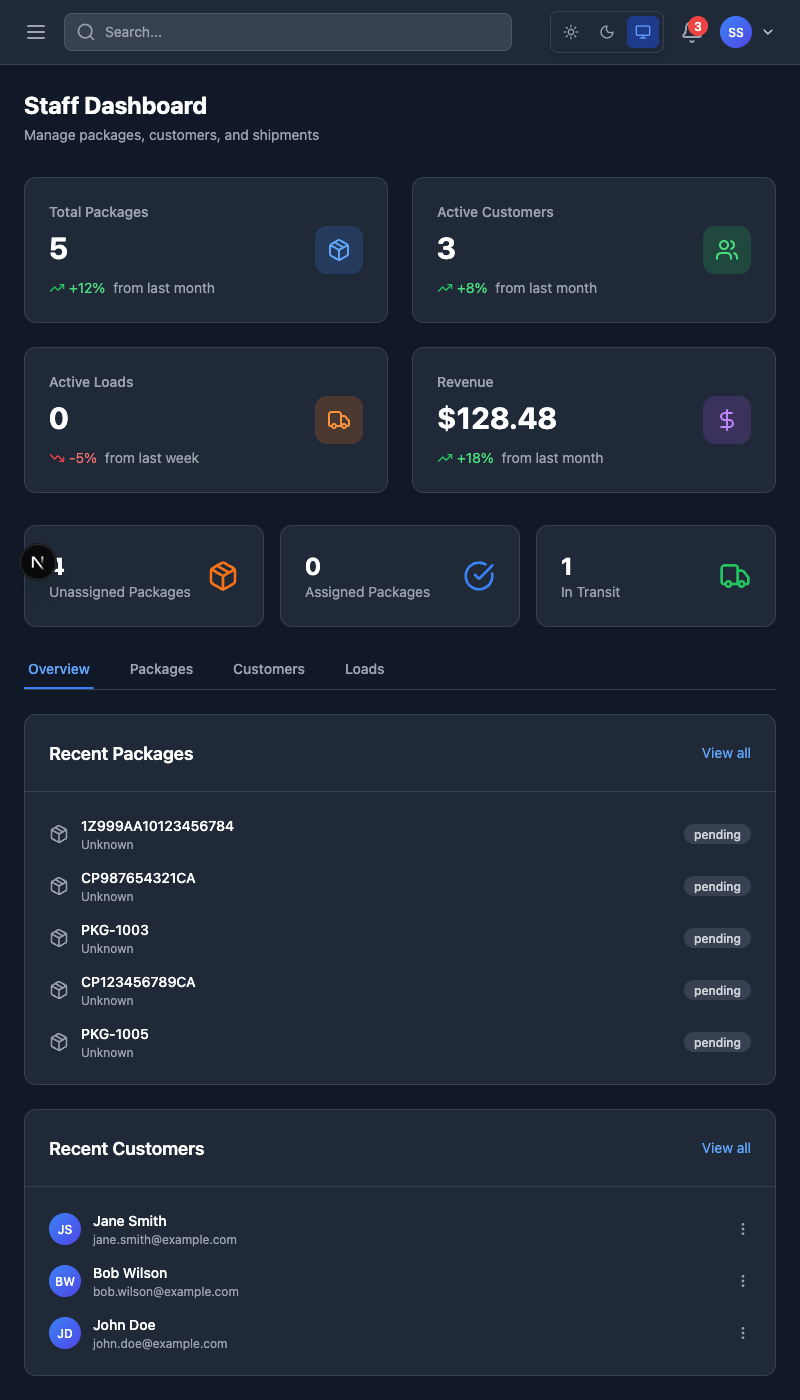 Search...
3
SS
Staff Dashboard
Manage packages, customers, and shipments
Total Packages
5
+12% from last month
Active Customers
3
+8% from last month
Active Loads
0
-5% from last week
Revenue
$128.48
+18% from last month
N
4
Unassigned Packages
0
Assigned Packages
1
In Transit
Overview Packages Customers Loads
Recent Packages View all
1Z999AA10123456784
Unknown
pending
CP987654321CA
Unknown
pending
PKG-1003
Unknown
pending
CP123456789CA
Unknown
pending
PKG-1005
Unknown
pending
Recent Customers View all
JS
Jane Smith
jane.smith@example.com
BW
Bob Wilson
bob.wilson@example.com
JD
John Doe
john.doe@example.com